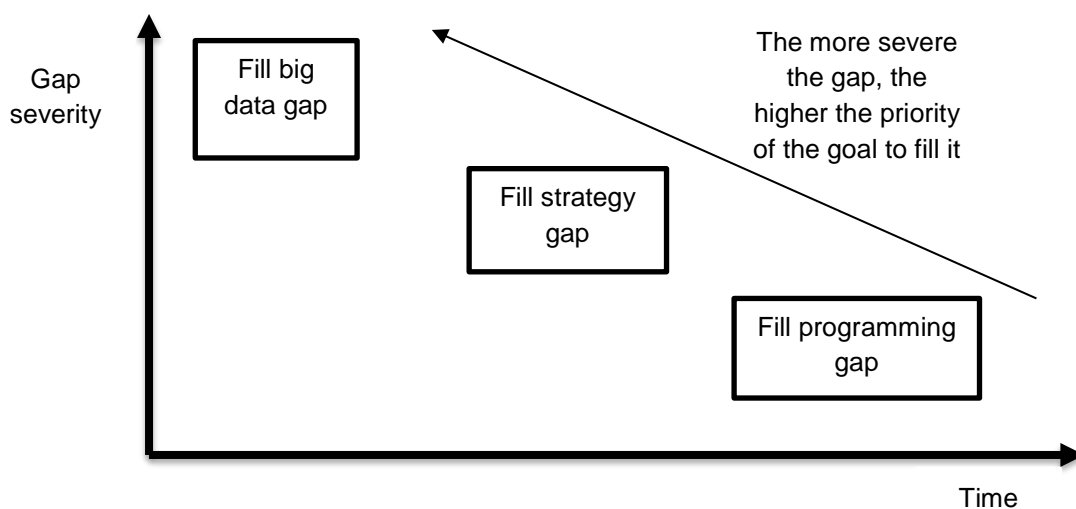 Gap
severity
Fill big
data gap
The more severe
the gap, the
higher the priority
of the goal to fill it
Fill strategy
gap
Fill programming
gap
Time